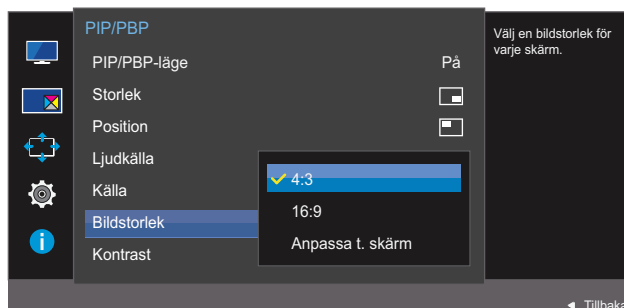 PIP/PBP
PIP/PBP-läge På
Storlek
Position
Ljudkälla
Källa
Bildstorlek
Kontrast
4:3
16:9
Anpassa t. skärm
Välj en bildstorlek för
varje skärm.
Tillbaka